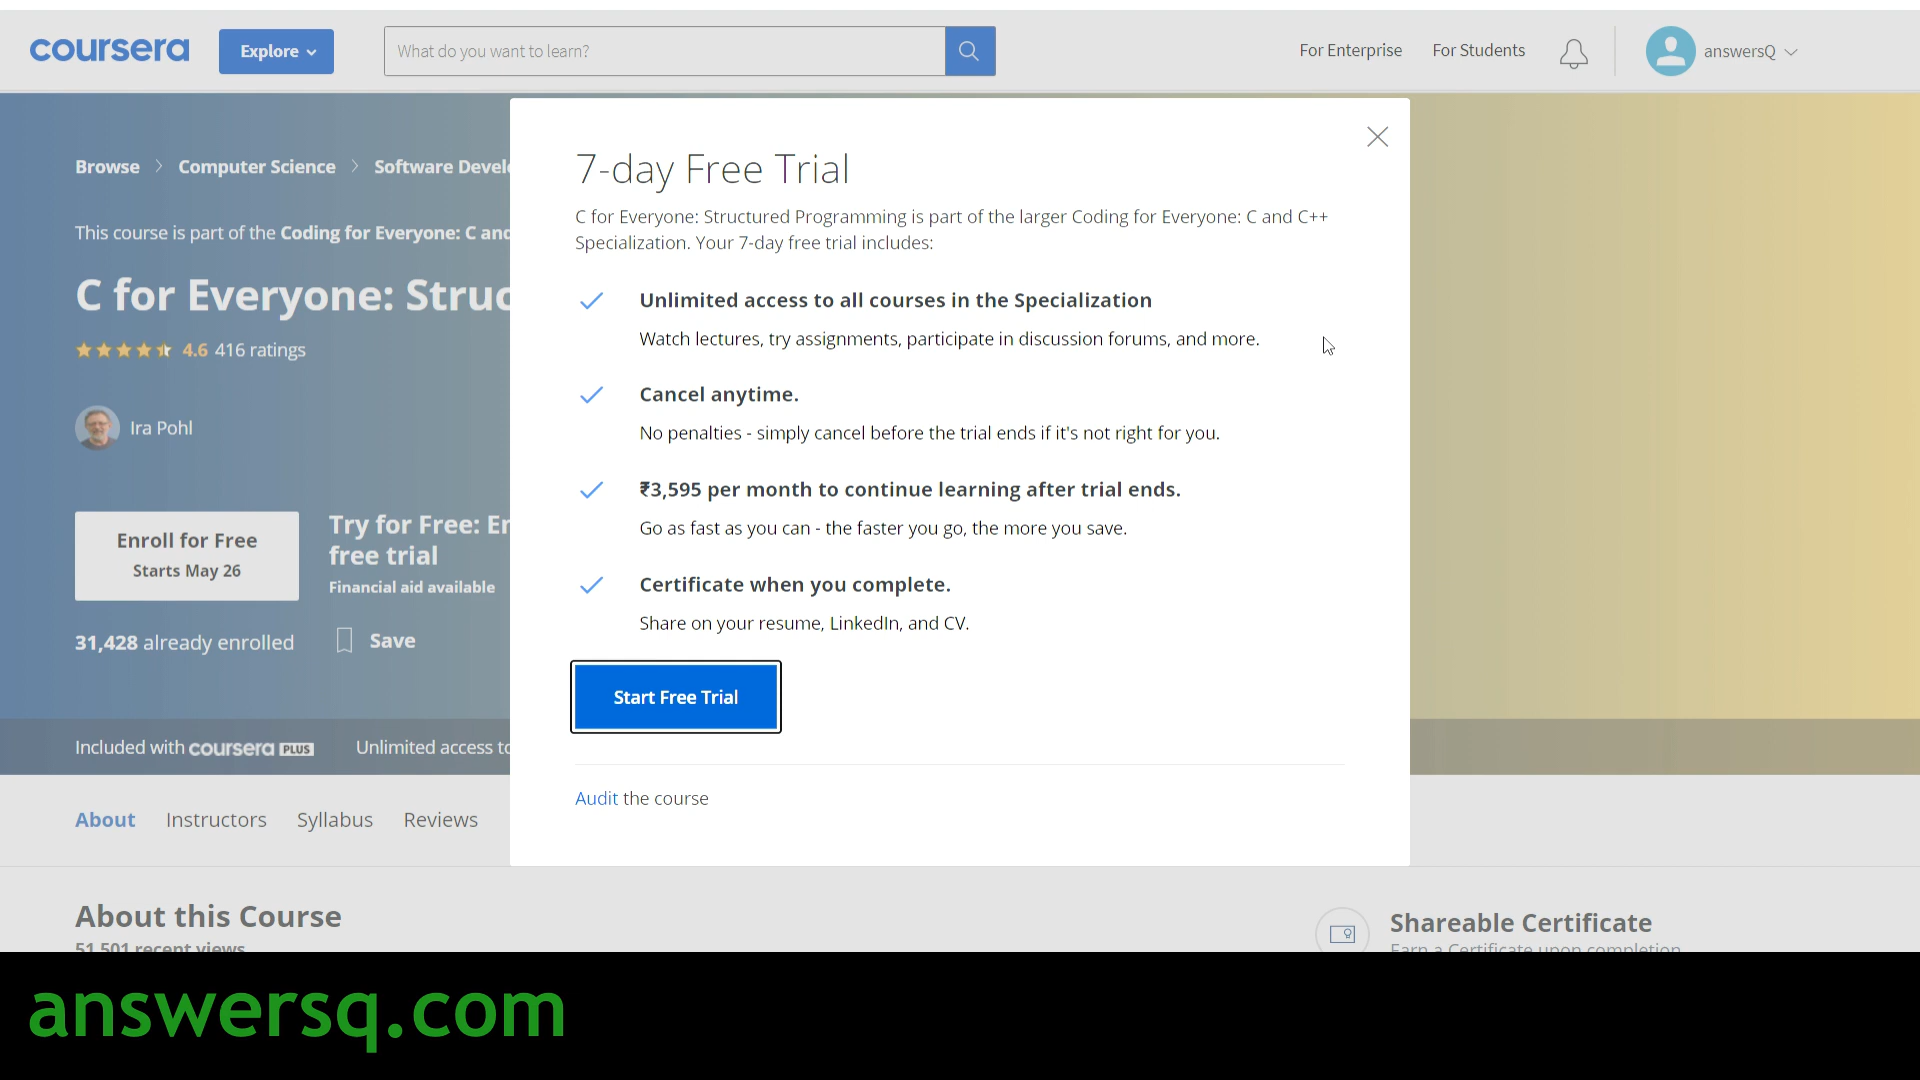 coursera
Explore
What do you want to learn?
For Enterprise
For Students
answersQ
Browse
Computer Science
Software Devel
This course is part of the Coding for Everyone: C and
C for Everyone: Struc
4.6 416 ratings
Ira Pohl
Enroll for Free
Starts May 26
Try for Free: En
free trial
Financial aid available
31,428 already enrolled
Save
Included with coursera PLUS
Unlimited access to
About
Instructors
Syllabus
Reviews
7-day Free Trial
C for Everyone: Structured Programming is part of the larger Coding for Everyone: C and C++
Specialization. Your 7-day free trial includes:
Unlimited access to all courses in the Specialization
Watch lectures, try assignments, participate in discussion forums, and more.
Cancel anytime.
No penalties - simply cancel before the trial ends if it's not right for you.
₹3,595 per month to continue learning after trial ends.
Go as fast as you can - the faster you go, the more you save.
Certificate when you complete.
Share on your resume, LinkedIn, and CV.
Start Free Trial
Audit the course
About this Course
51,501 recent views
Shareable Certificate
Earn a Certificate upon completion
answersq.com